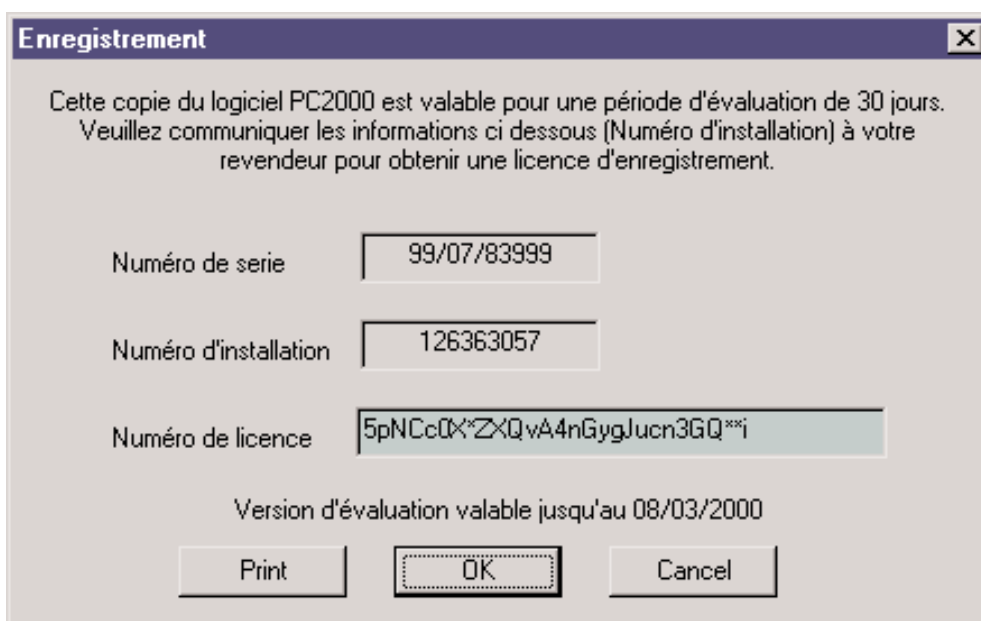 Enregistrement
Cette copie du logiciel PC2000 est valable pour une période d'évaluation de 30 jours.
Veuillez communiquer les informations ci dessous (Numéro d'installation) à votre
revendeur pour obtenir une licence d'enregistrement.
Numéro de serie 99/07/83999
Numéro d'installation 126363057
Numéro de licence 5pNCc0X*ZXQvA4nGygJucn3GQ**i
Version d'évaluation valable jusqu'au 08/03/2000
Print OK Cancel